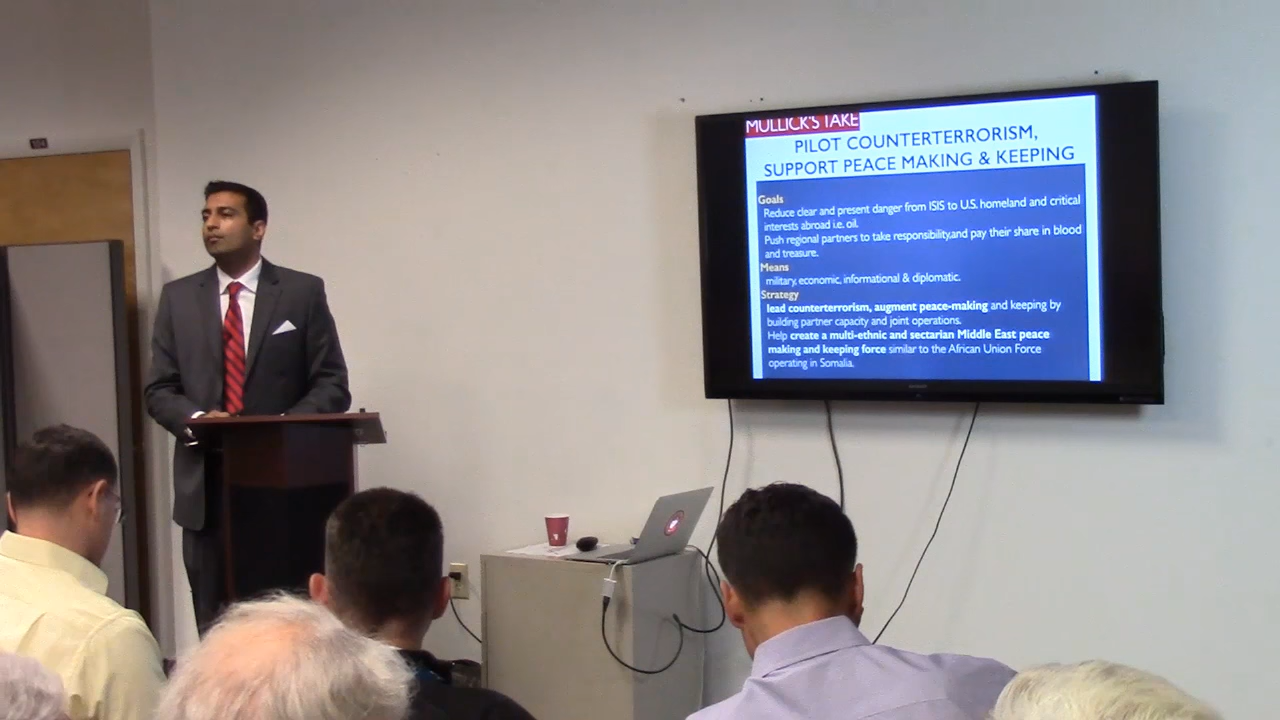 MULLICK'S TAKE
PILOT COUNTERTERRORISM,
SUPPORT PEACE MAKING & KEEPING
Goals
Reduce clear and present danger from ISIS to U.S. homeland and critical
interests abroad i.e. oil.
Push regional partners to take responsibility,and pay their share in blood
and treasure.
Means
military, economic, informational & diplomatic.
Strategy
lead counterterrorism, augment peace-making and keeping by
building partner capacity and joint operations.
Help create a multi-ethnic and sectarian Middle East peace
making and keeping force similar to the African Union Force
operating in Somalia.